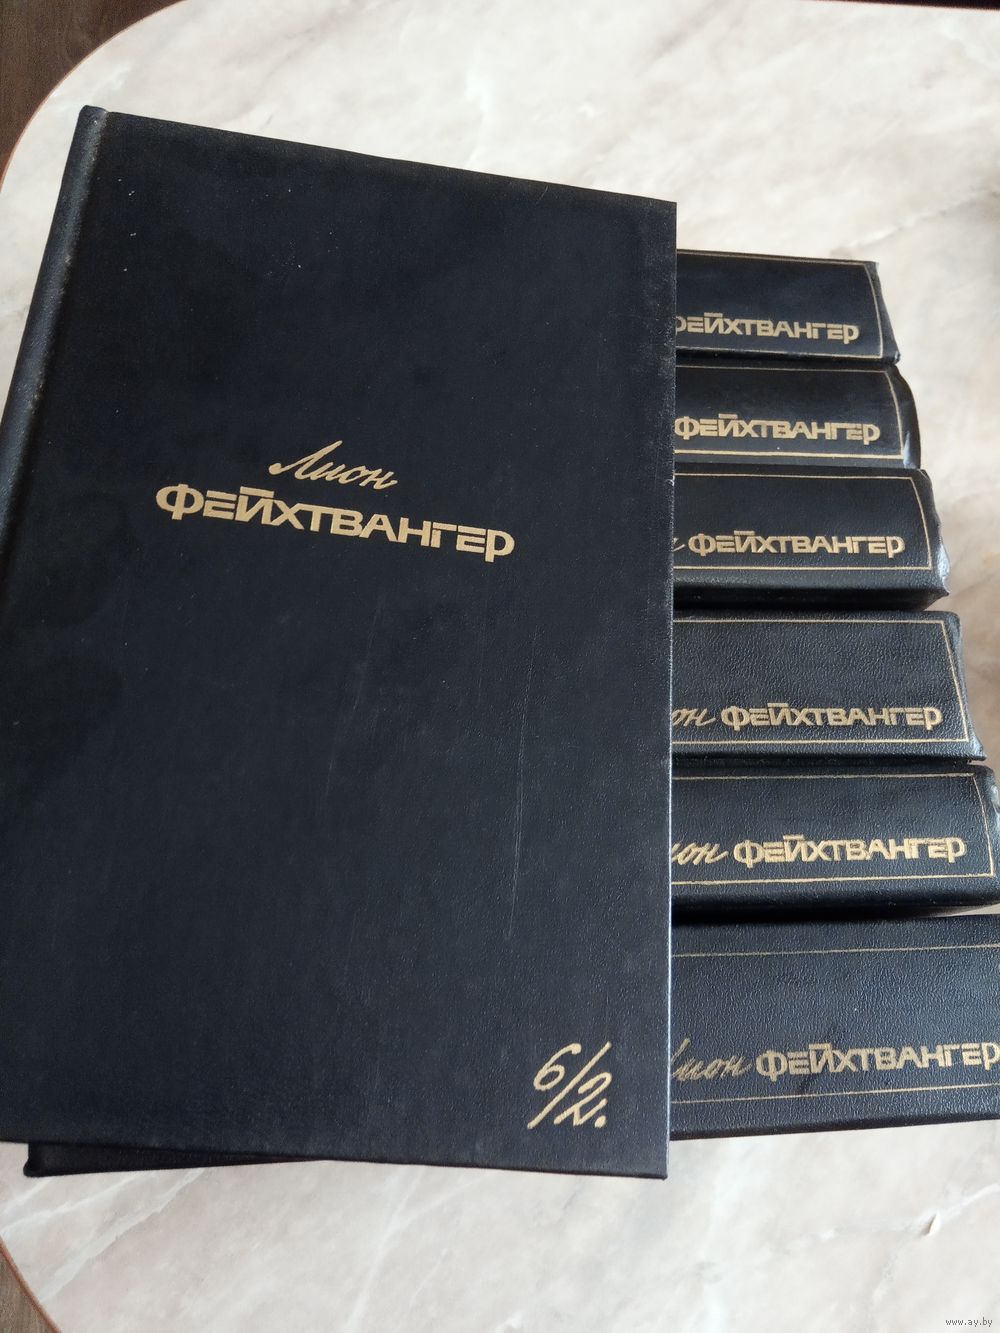 Лион
ФЕЙХТВАНГЕР
6/2.
ФЕЙХТВАНГЕР
ФЕЙХТВАНГЕР
ФЕЙХТВАНГЕР
ФЕЙХТВАНГЕР
ФЕЙХТВАНГЕР
Лион ФЕЙХТВАНГЕР
www.ay.by